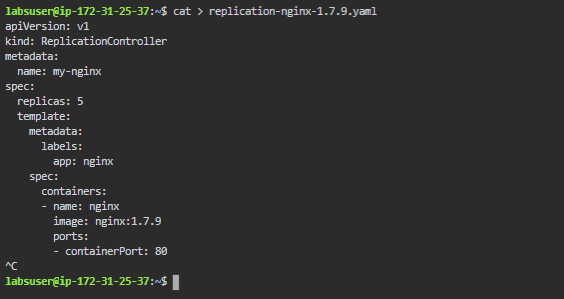 labsuser@ip-172-31-25-37:~$ cat > replication-nginx-1.7.9.yaml
apiVersion: v1
kind: ReplicationController
metadata:
  name: my-nginx
spec:
  replicas: 5
  template:
    metadata:
      labels:
        app: nginx
    spec:
      containers:
      - name: nginx
        image: nginx:1.7.9
        ports:
        - containerPort: 80
^C
labsuser@ip-172-31-25-37:~$